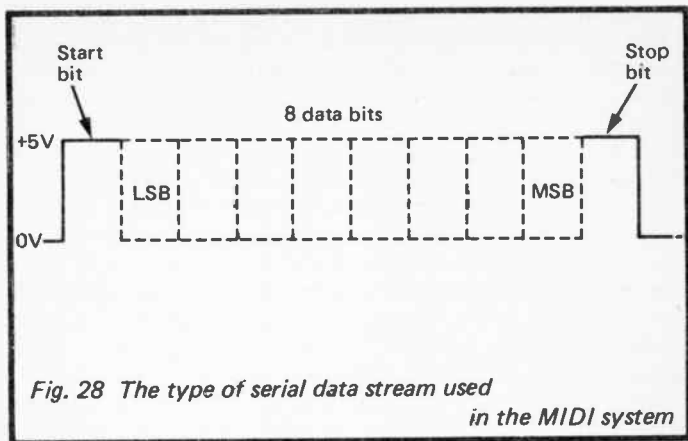 Start
bit
Stop
bit
8 data bits
+5V
LSB
MSB
0V
Fig. 28 The type of serial data stream used
in the MIDI system